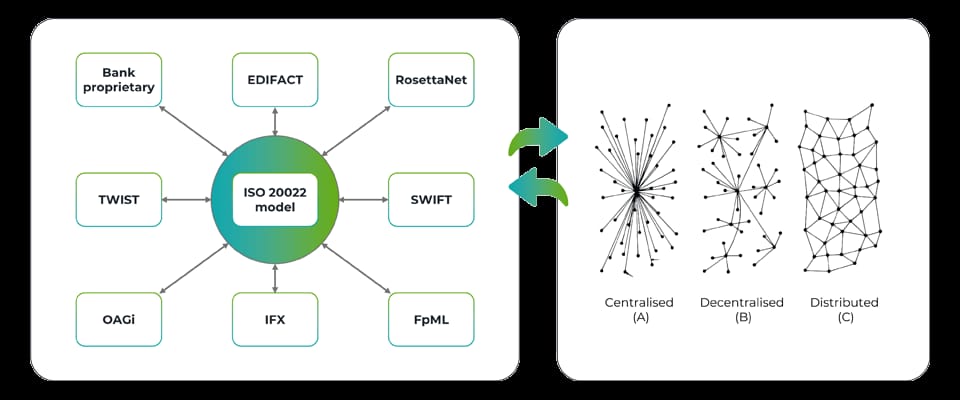 Bank
proprietary
EDIFACT
RosettaNet
TWIST
ISO 20022
model
SWIFT
OAGi
IFX
FpML
Centralised
(A)
Decentralised
(B)
Distributed
(C)